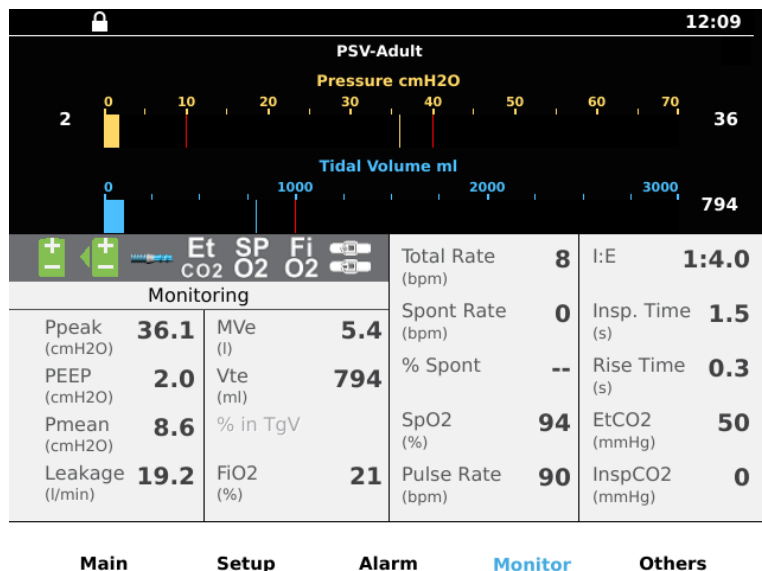 12:09
PSV-Adult
Pressure cmH2O
0 10 20 30 40 50 60 70
2 36
Tidal Volume ml
0 1000 2000 3000
794
Et SP Fi
CO2 O2 O2
Monitoring
Ppeak 36.1
(cmH2O)
PEEP 2.0
(cmH2O)
Pmean 8.6
(cmH2O)
Leakage 19.2
(l/min)
MVe 5.4
(l)
Vte 794
(ml)
% in TgV
FiO2 21
(%)
Total Rate 8
(bpm)
Spont Rate 0
(bpm)
% Spont --
SpO2 94
(%)
Pulse Rate 90
(bpm)
I:E 1:4.0
Insp. Time 1.5
(s)
Rise Time 0.3
(s)
EtCO2 50
(mmHg)
InspCO2 0
(mmHg)
Main Setup Alarm Monitor Others